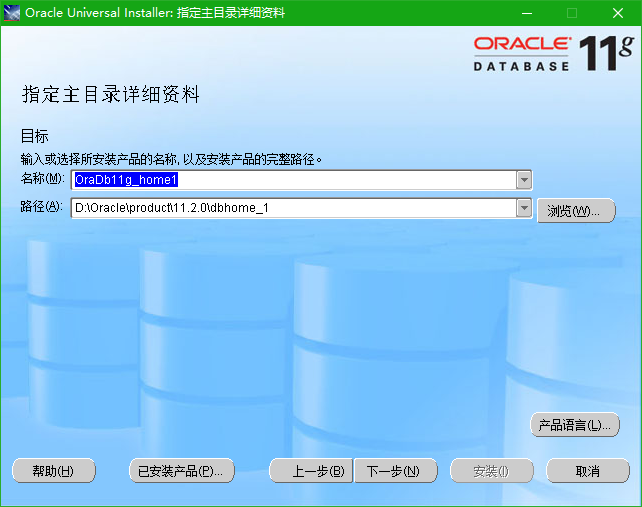 Oracle Universal Installer: 指定主目录详细资料
ORACLE
DATABASE 11g
指定主目录详细资料
目标
输入或选择所安装产品的名称, 以及安装产品的完整路径。
名称(M): OraDb11g_home1
路径(A): D:\Oracle\product\11.2.0\dbhome_1 浏览(W)...
产品语言(L)...
帮助(H) 已安装产品(P)... 上一步(B) 下一步(N) 安装(I) 取消